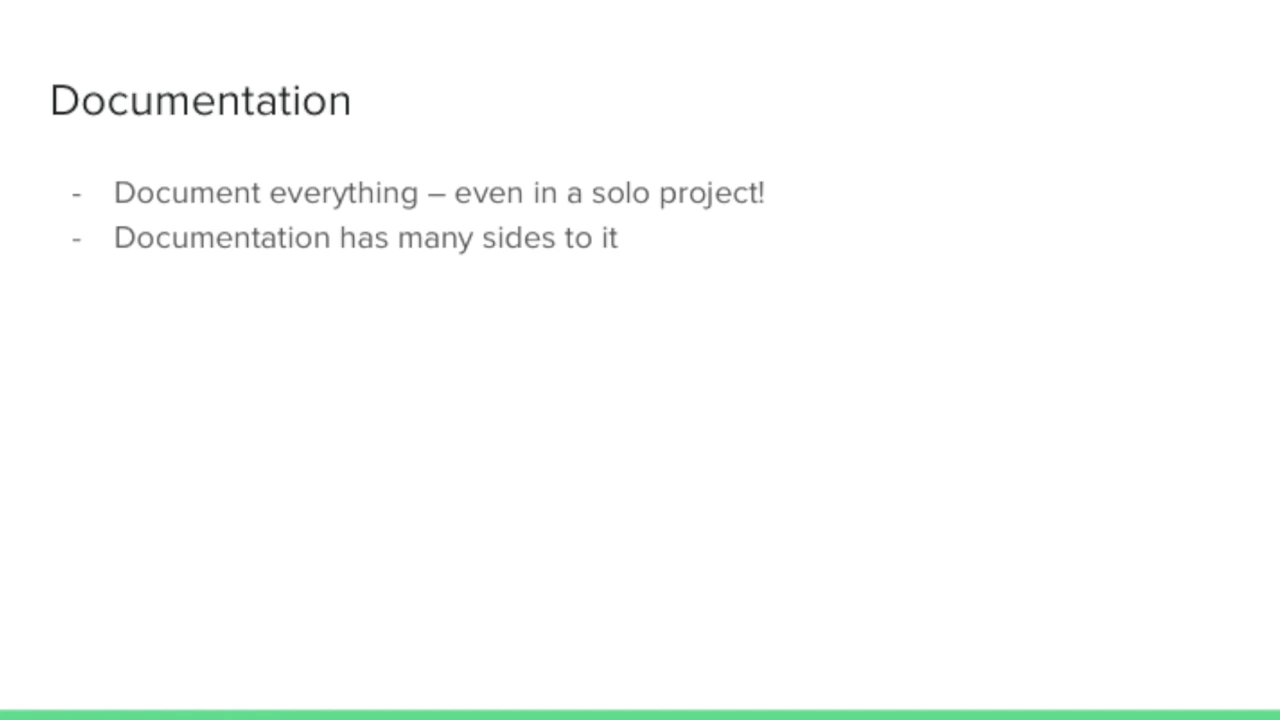 Documentation
- Document everything – even in a solo project!
- Documentation has many sides to it